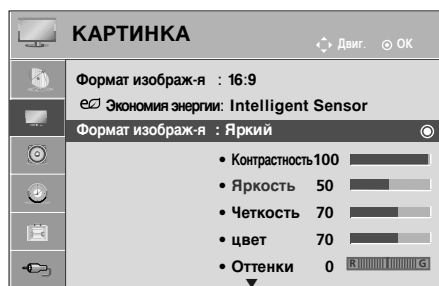 КАРТИНКА
Двиг. OK
Формат изображ-я : 16:9
Экономия энергии: Intelligent Sensor
Формат изображ-я : Яркий
• Контрастность 100
• Яркость 50
• Четкость 70
• цвет 70
• Оттенки 0 R G